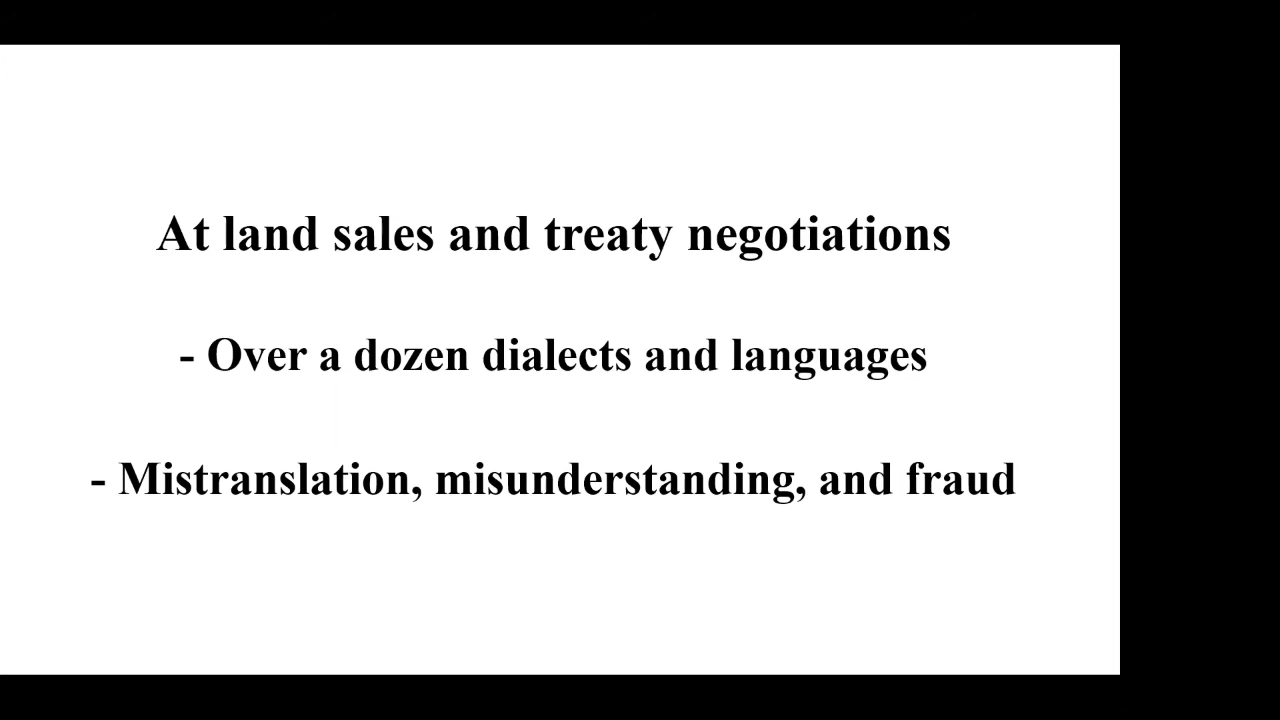 At land sales and treaty negotiations
- Over a dozen dialects and languages
- Mistranslation, misunderstanding, and fraud